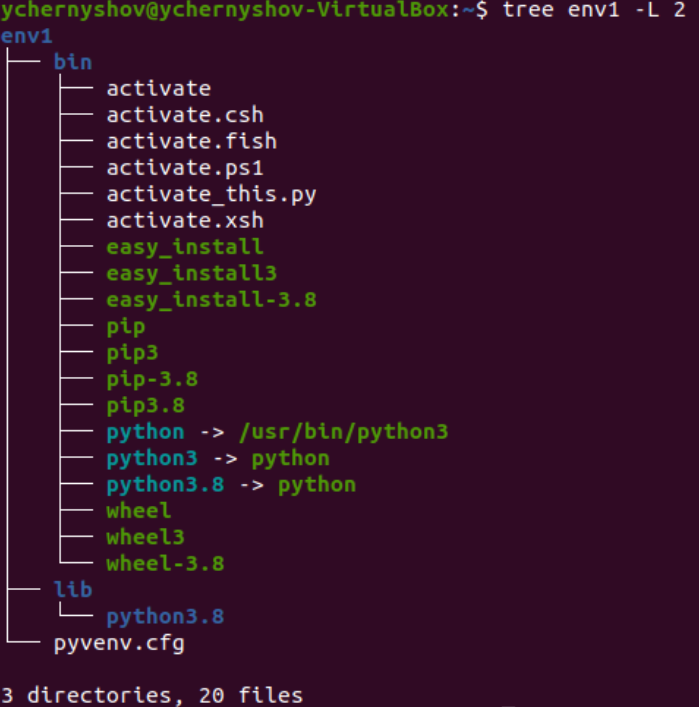 ychernyshov@ychernyshov-VirtualBox:~$ tree env1 -L 2
env1
├── bin
│   ├── activate
│   ├── activate.csh
│   ├── activate.fish
│   ├── activate.ps1
│   ├── activate_this.py
│   ├── activate.xsh
│   ├── easy_install
│   ├── easy_install3
│   ├── easy_install-3.8
│   ├── pip
│   ├── pip3
│   ├── pip-3.8
│   ├── pip3.8
│   ├── python -> /usr/bin/python3
│   ├── python3 -> python
│   ├── python3.8 -> python
│   ├── wheel
│   ├── wheel3
│   └── wheel-3.8
├── lib
│   └── python3.8
└── pyvenv.cfg

3 directories, 20 files